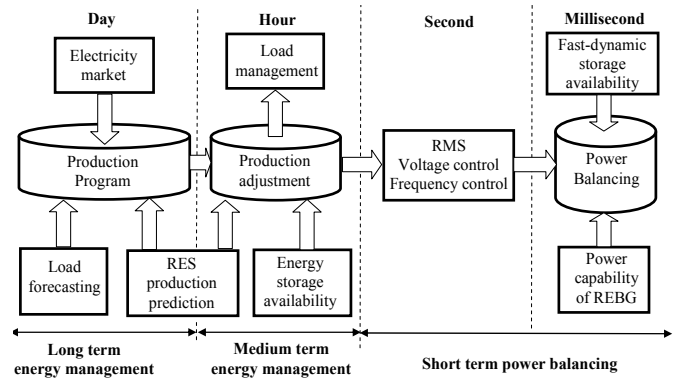 Day
Hour
Second
Millisecond
Electricity
market
Load
management
Fast-dynamic
storage
availability
Production
Program
Production
adjustment
RMS
Voltage control
Frequency control
Power
Balancing
Load
forecasting
RES
production
prediction
Energy
storage
availability
Power
capability
of REBG
Long term
energy management
Medium term
energy management
Short term power balancing